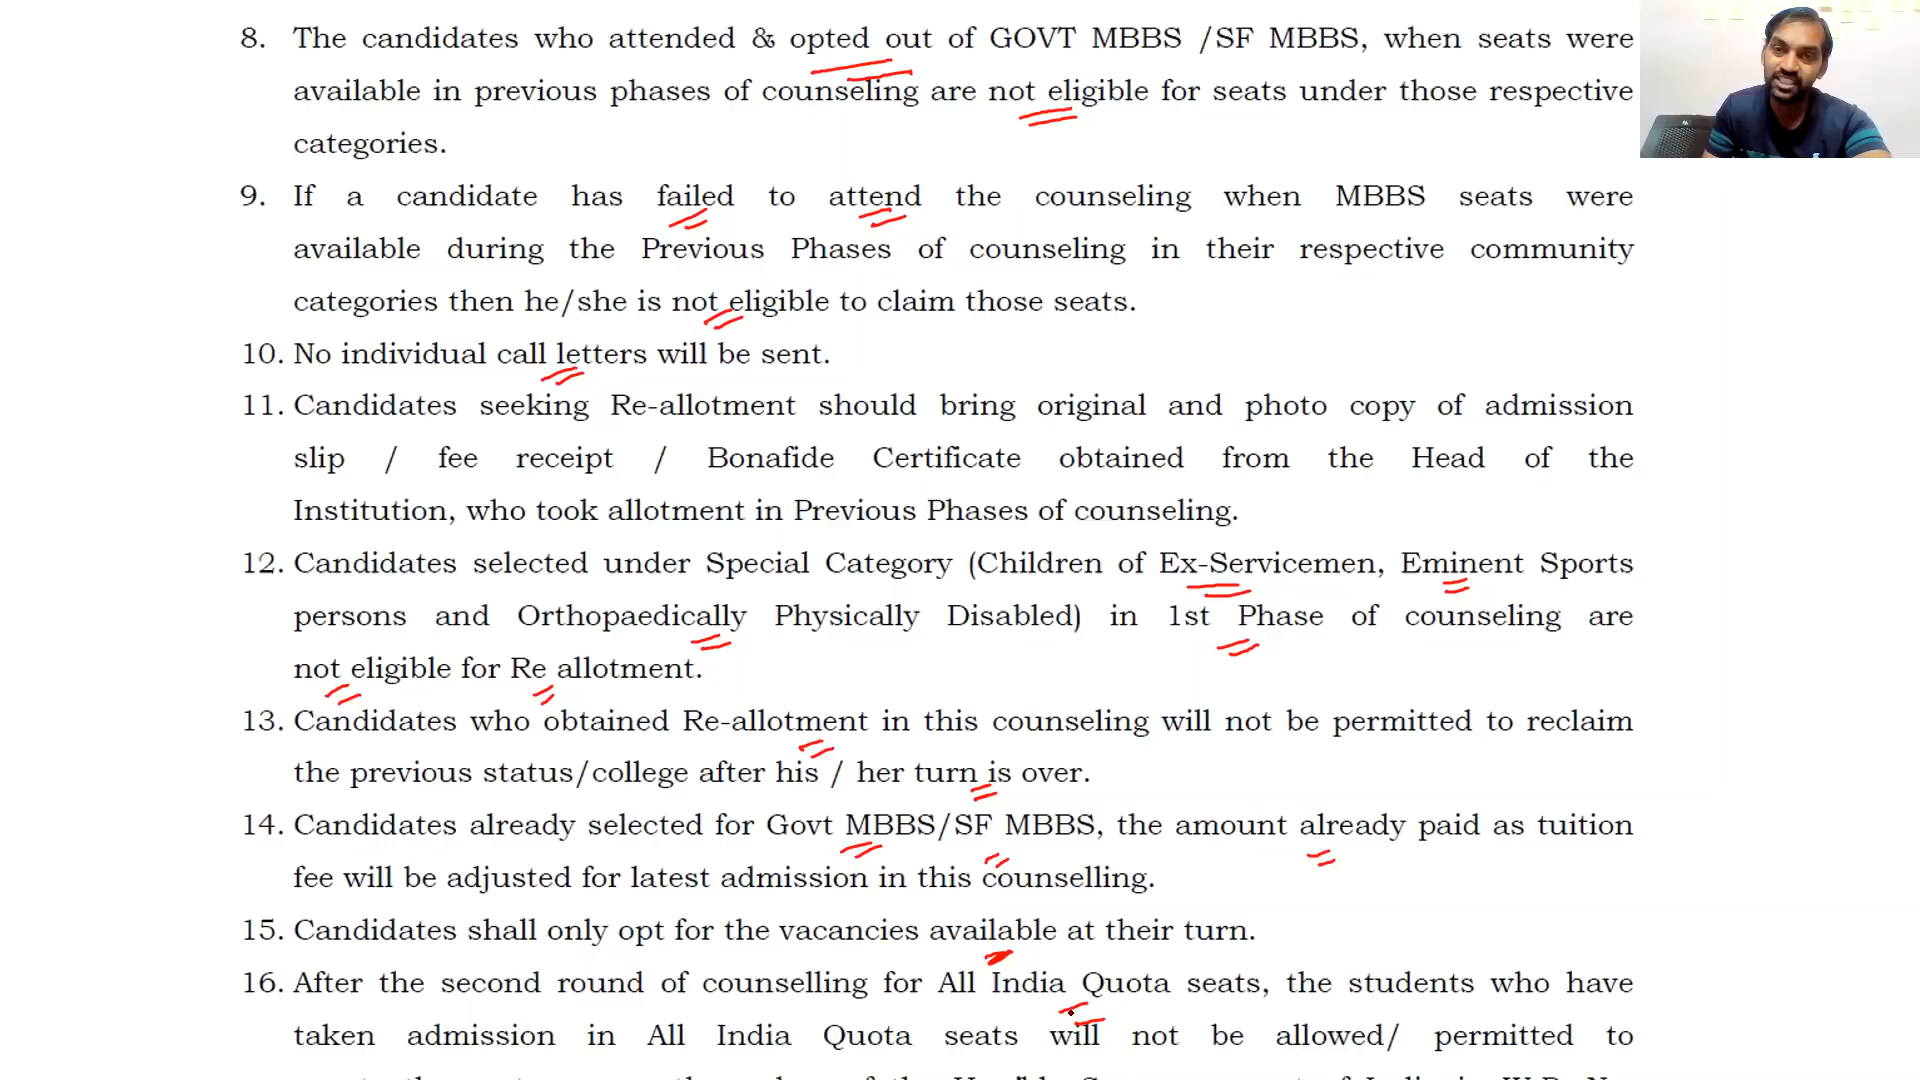 8. The candidates who attended & opted out of GOVT MBBS /SF MBBS, when seats were
available in previous phases of counseling are not eligible for seats under those respective
categories.
9. If a candidate has failed to attend the counseling when MBBS seats were
available during the Previous Phases of counseling in their respective community
categories then he/she is not eligible to claim those seats.
10. No individual call letters will be sent.
11. Candidates seeking Re-allotment should bring original and photo copy of admission
slip / fee receipt / Bonafide Certificate obtained from the Head of the
Institution, who took allotment in Previous Phases of counseling.
12. Candidates selected under Special Category (Children of Ex-Servicemen, Eminent Sports
persons and Orthopaedically Physically Disabled) in 1st Phase of counseling are
not eligible for Re allotment.
13. Candidates who obtained Re-allotment in this counseling will not be permitted to reclaim
the previous status/college after his / her turn is over.
14. Candidates already selected for Govt MBBS/SF MBBS, the amount already paid as tuition
fee will be adjusted for latest admission in this counselling.
15. Candidates shall only opt for the vacancies available at their turn.
16. After the second round of counselling for All India Quota seats, the students who have
taken admission in All India Quota seats will not be allowed/ permitted to